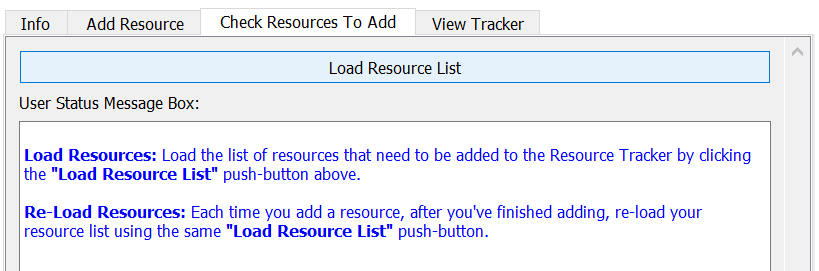 Info
Add Resource
Check Resources To Add
View Tracker
Load Resource List
User Status Message Box:
Load Resources: Load the list of resources that need to be added to the Resource Tracker by clicking
the "Load Resource List" push-button above.
Re-Load Resources: Each time you add a resource, after you've finished adding, re-load your
resource list using the same "Load Resource List" push-button.